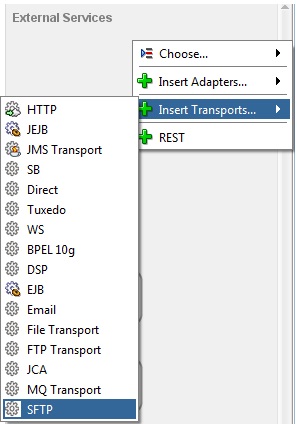 External Services
Choose...
Insert Adapters...
Insert Transports...
REST
HTTP
JEJB
JMS Transport
SB
Direct
Tuxedo
WS
BPEL 10g
DSP
EJB
Email
File Transport
FTP Transport
JCA
MQ Transport
SFTP